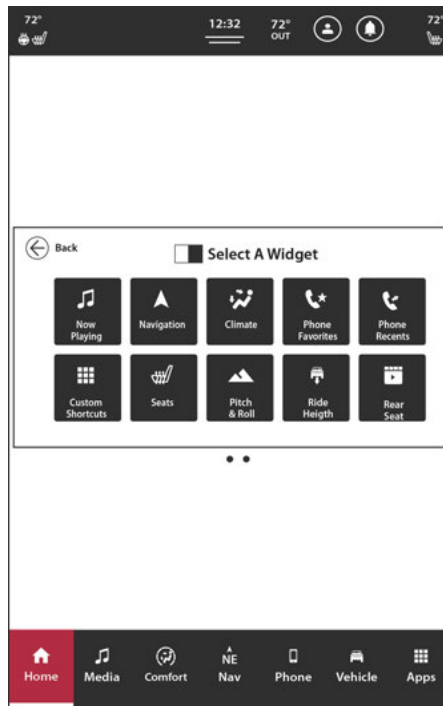 72°
12:32
72°
OUT
72°
Back
Select A Widget
Now
Playing
Navigation
Climate
Phone
Favorites
Phone
Recents
Custom
Shortcuts
Seats
Pitch
& Roll
Ride
Heigth
Rear
Seat
NE
Home
Media
Comfort
Nav
Phone
Vehicle
Apps